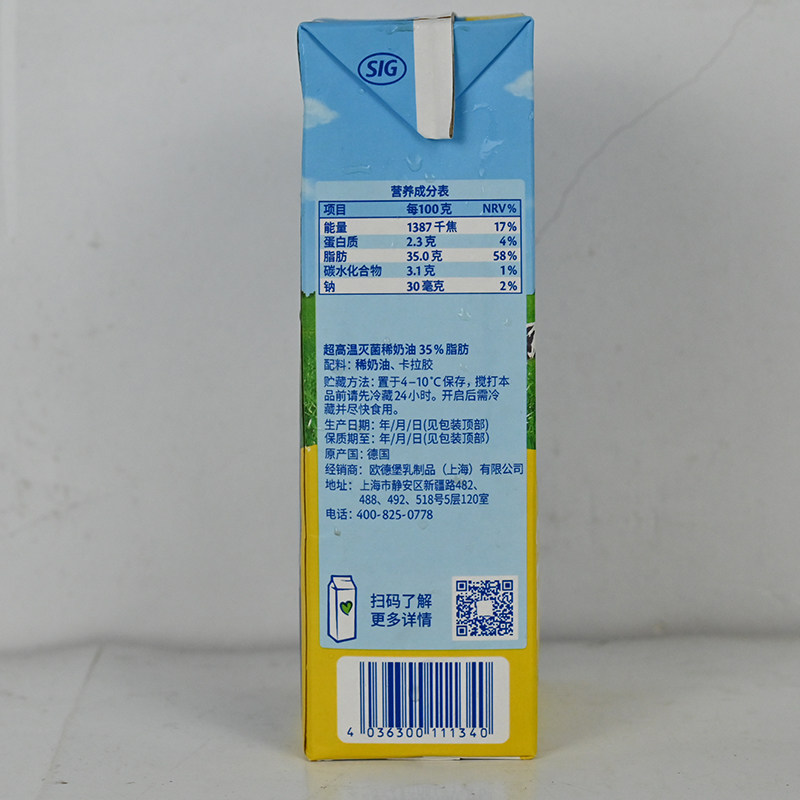 SIG
营养成分表
项目 每100克 NRV%
能量 1387千焦 17%
蛋白质 2.3克 4%
脂肪 35.0克 58%
碳水化合物 3.1克 1%
钠 30毫克 2%
超高温灭菌稀奶油 35%脂肪
配料：稀奶油、卡拉胶
贮藏方法：置于4-10℃保存，搅打本
品前请先冷藏24小时。开启后需冷
藏并尽快食用。
生产日期：年/月/日(见包装顶部)
保质期至：年/月/日(见包装顶部)
原产国：德国
经销商：欧德堡乳制品（上海）有限公司
地址：上海市静安区新疆路482、
488、492、518号5层120室
电话：400-825-0778
扫码了解
更多详情
4 036300 111340